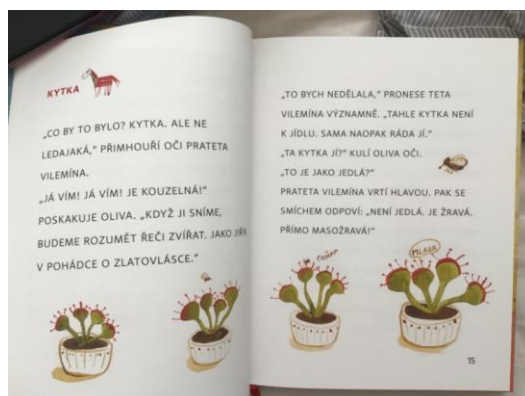 KYTKA
„CO BY TO BYLO? KYTKA. ALE NE
LEDAJAKÁ,“ PŘIMHOUŘÍ OČI PRATETA
VILEMÍNA.
„JÁ VÍM! JÁ VÍM! JE KOUZELNÁ!“
POSKAKUJE OLIVA. „KDYŽ JI SNÍME,
BUDEME ROZUMĚT ŘEČI ZVÍŘAT. JAKO JIŘÍK
V POHÁDCE O ZLATOVLÁSCE.“
„TO BYCH NEDĚLALA,“ PRONESE TETA
VILEMÍNA VÝZNAMNĚ. „TAHLE KYTKA NENÍ
K JÍDLU. SAMA NAOPAK RÁDA JÍ.“
„TA KYTKA JÍ?“ KULÍ OLIVA OČI.
„TO JE JAKO JEDLÁ?“
PRATETA VILEMÍNA VRTÍ HLAVOU. PAK SE
SMÍCHEM ODPOVÍ: „NENÍ JEDLÁ. JE ŽRAVÁ.
PŘÍMO MASOŽRAVÁ!“
MLASK
15